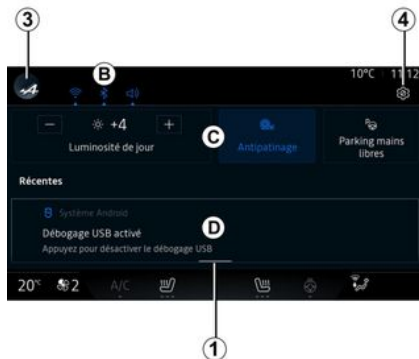 3
4
B
10°C 11:12
− +4 +
C
Luminosité de jour
Antipatinage
Parking mains
libres
Récentes
Système Android
Débogage USB activé
D
Appuyez pour désactiver le débogage USB
20° 2 A/C
1